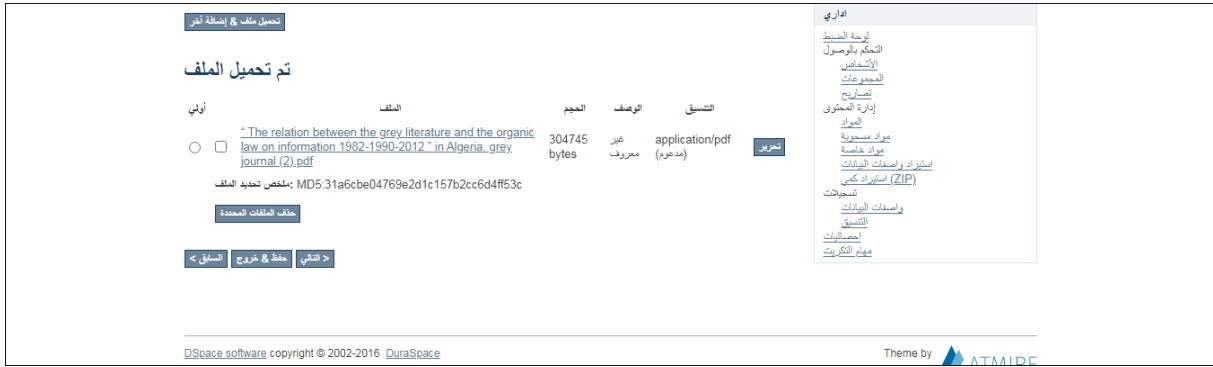 تحميل ملف & إضافة آخر
تم تحميل الملف
أولي الملف الحجم الوصف التنسيق
“ The relation between the grey literature and the organic
law on information 1982-1990-2012 ” in Algeria. grey
journal (2).pdf
304745
bytes
غير
معروف
application/pdf
(مدعوم)
تحرير
ملخص تحديد الملف: MD5:31a6cbe04769e2d1c157b2cc6d4ff53c
حذف الملفات المحددة
< السابق
حفظ & خروج
التالي >
اداري
لوحة الضبط
التحكم بالوصول
الأشخاص
المجموعات
تصاريح
إدارة المحتوى
المواد
مواد مسحوبة
مواد خاصة
استيراد واصفات البيانات
استيراد كمي (ZIP)
تسجيلات
واصفات البيانات
التنسيق
احصائيات
مهام التكريت
DSpace software copyright © 2002-2016 DuraSpace
Theme by
ATMIRE